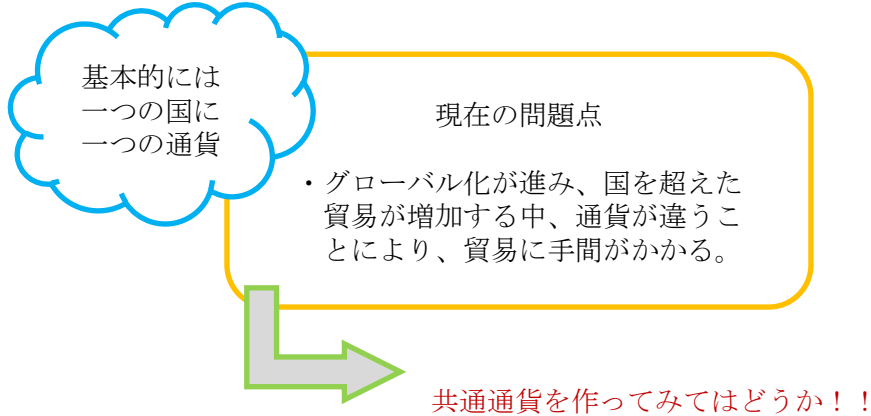 基本的には
一つの国に
一つの通貨
現在の問題点
・グローバル化が進み、国を超えた
貿易が増加する中、通貨が違うこ
とにより、貿易に手間がかかる。
共通通貨を作ってみてはどうか！！